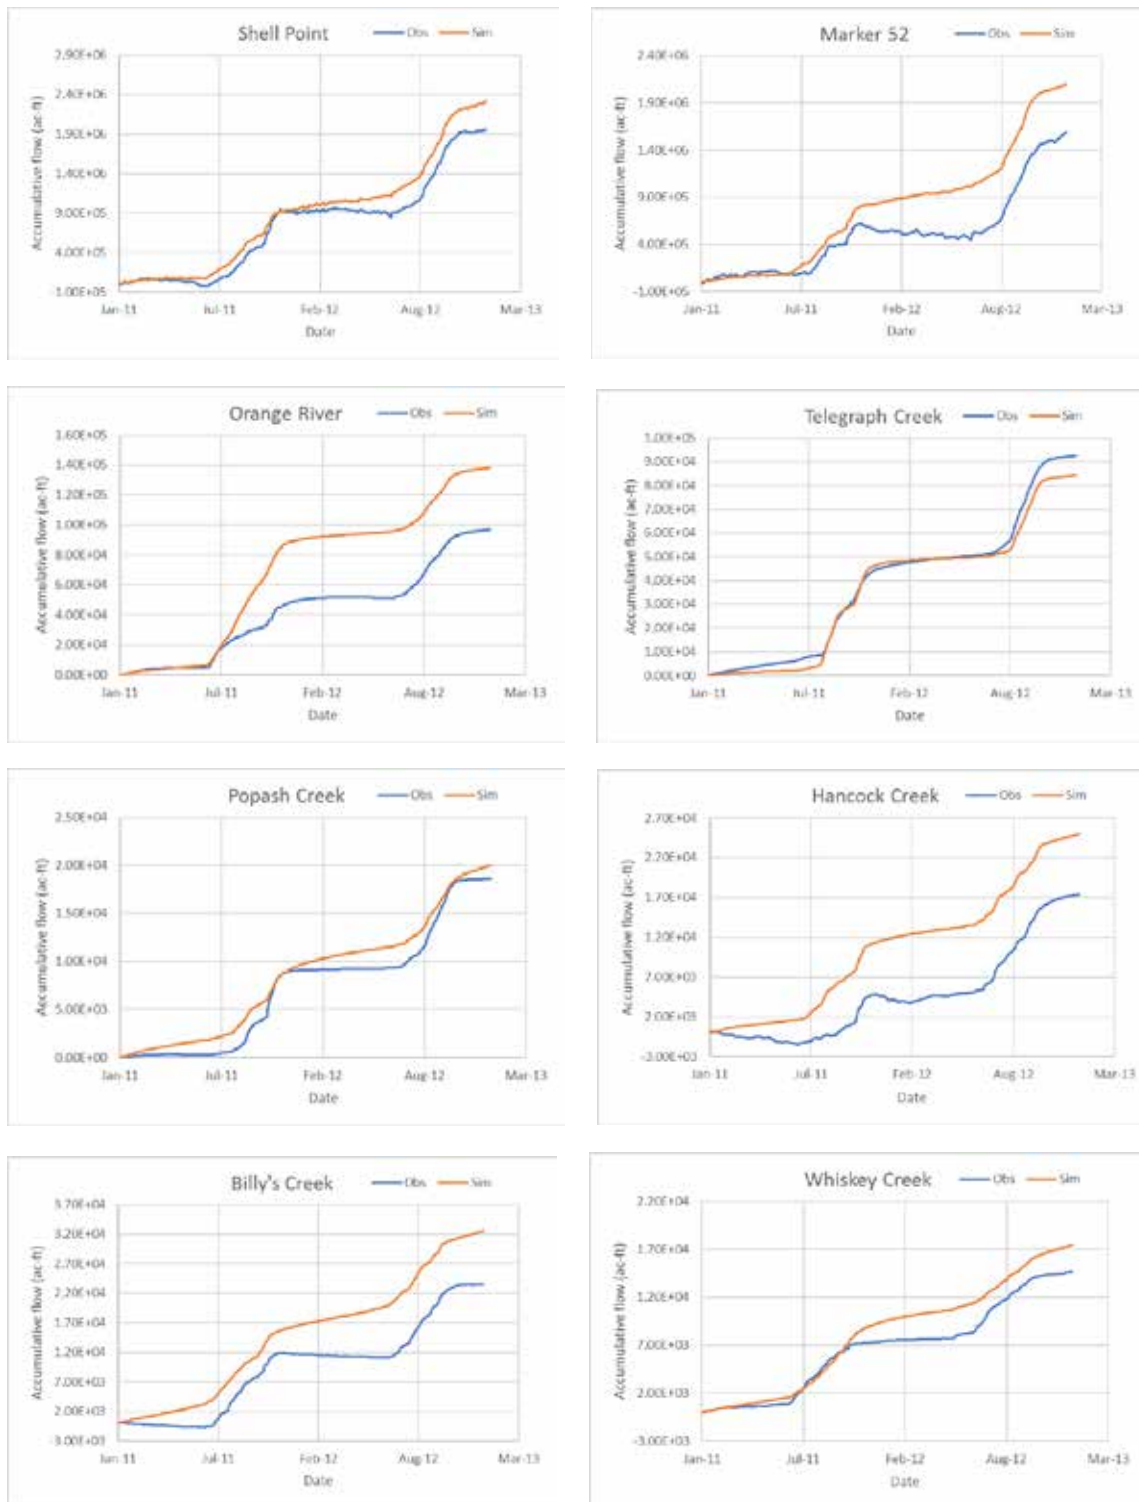 Shell Point Obs Sim
Accumulative flow (ac-ft)
2.90E+06
2.40E+06
1.90E+06
1.40E+06
9.00E+05
4.00E+05
-1.00E+05
Jan-11 Jul-11 Feb-12 Aug-12 Mar-13
Date
Marker 52 Obs Sim
Accumulative flow (ac-ft)
2.40E+06
1.90E+06
1.40E+06
9.00E+05
4.00E+05
-1.00E+05
Jan-11 Jul-11 Feb-12 Aug-12 Mar-13
Date
Orange River Obs Sim
Accumulative flow (ac-ft)
1.60E+05
1.40E+05
1.20E+05
1.00E+05
8.00E+04
6.00E+04
4.00E+04
2.00E+04
0.00E+00
Jan-11 Jul-11 Feb-12 Aug-12 Mar-13
Date
Telegraph Creek Obs Sim
Accumulative flow (ac-ft)
1.00E+05
9.00E+04
8.00E+04
7.00E+04
6.00E+04
5.00E+04
4.00E+04
3.00E+04
2.00E+04
1.00E+04
0.00E+00
Jan-11 Jul-11 Feb-12 Aug-12 Mar-13
Date
Popash Creek Obs Sim
Accumulative flow (ac-ft)
2.50E+04
2.00E+04
1.50E+04
1.00E+04
5.00E+03
0.00E+00
Jan-11 Jul-11 Feb-12 Aug-12 Mar-13
Date
Hancock Creek Obs Sim
Accumulative flow (ac-ft)
2.70E+04
2.20E+04
1.70E+04
1.20E+04
7.00E+03
2.00E+03
-3.00E+03
Jan-11 Jul-11 Feb-12 Aug-12 Mar-13
Date
Billy's Creek Obs Sim
Accumulative flow (ac-ft)
3.70E+04
3.20E+04
2.70E+04
2.20E+04
1.70E+04
1.20E+04
7.00E+03
2.00E+03
-3.00E+03
Jan-11 Jul-11 Feb-12 Aug-12 Mar-13
Date
Whiskey Creek Obs Sim
Accumulative flow (ac-ft)
2.20E+04
1.70E+04
1.20E+04
7.00E+03
2.00E+03
-3.00E+03
Jan-11 Jul-11 Feb-12 Aug-12 Mar-13
Date